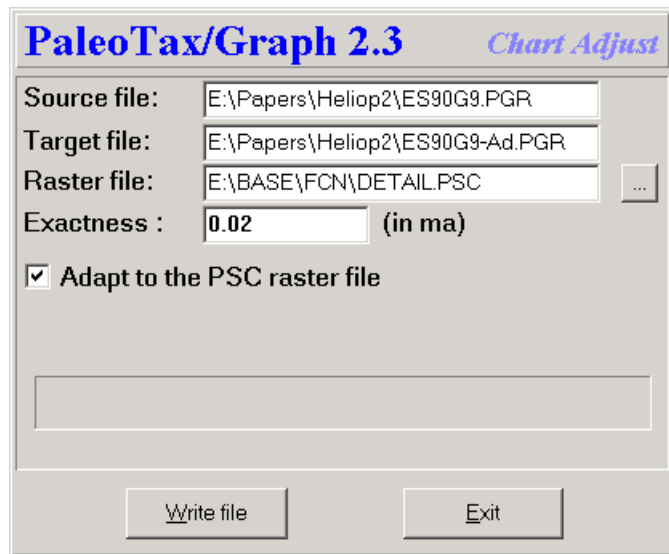 PaleoTax/Graph 2.3 Chart Adjust
Source file: E:\Papers\Heliop2\ES90G9.PGR
Target file: E:\Papers\Heliop2\ES90G9-Ad.PGR
Raster file: E:\BASE\FCN\DETAIL.PSC ...
Exactness : 0.02 (in ma)
Adapt to the PSC raster file
Write file Exit